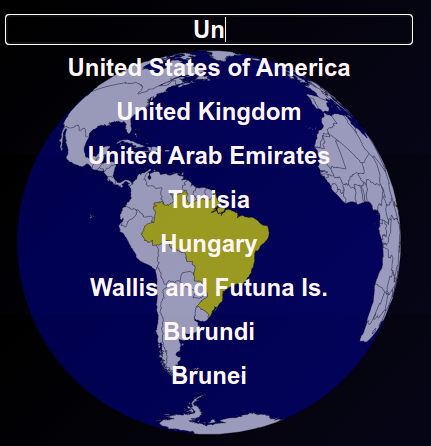 Un
United States of America
United Kingdom
United Arab Emirates
Tunisia
Hungary
Wallis and Futuna Is.
Burundi
Brunei